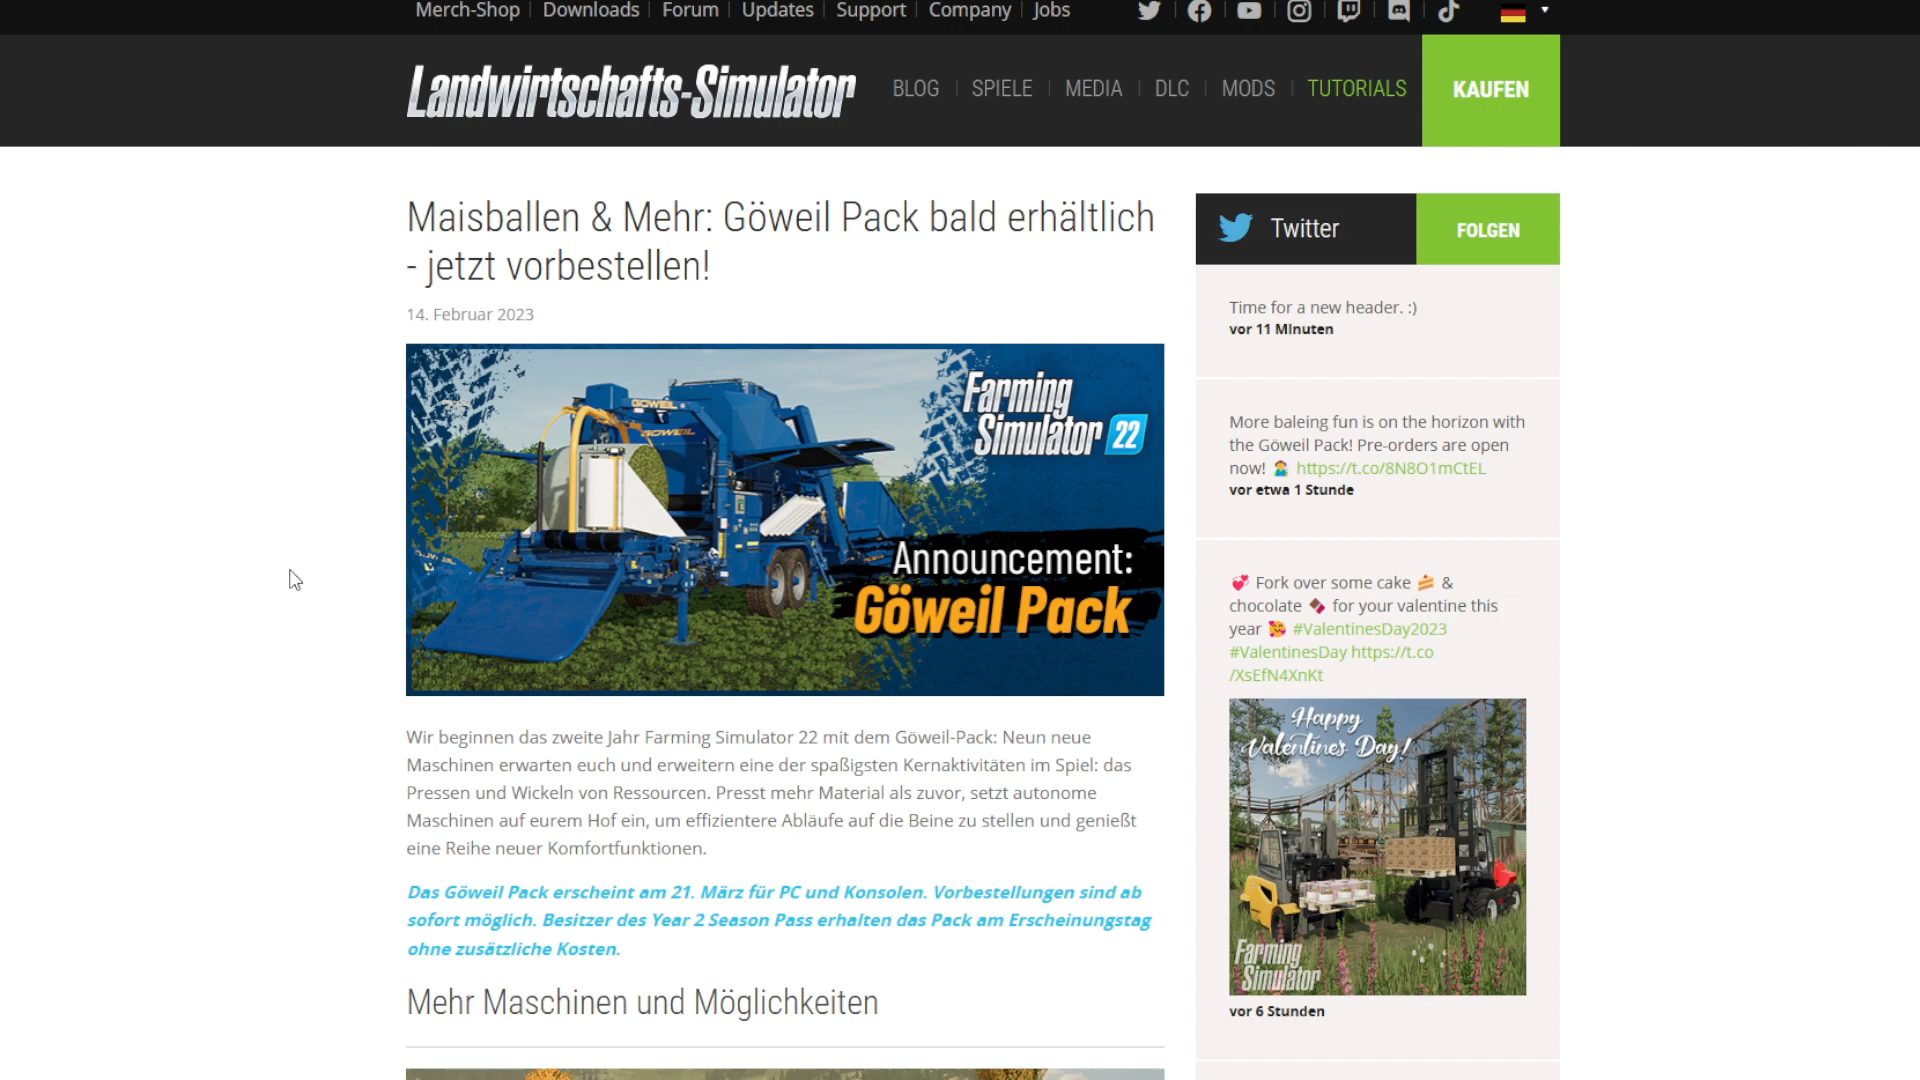 Merch-Shop Downloads Forum Updates Support Company Jobs
Landwirtschafts-Simulator
BLOG SPIELE MEDIA DLC MODS TUTORIALS KAUFEN
Maisballen & Mehr: Göweil Pack bald erhältlich
- jetzt vorbestellen!
14. Februar 2023
GÖWEIL
GÖWEIL
Farming
Simulator 22
Announcement:
Göweil Pack
Wir beginnen das zweite Jahr Farming Simulator 22 mit dem Göweil-Pack: Neun neue
Maschinen erwarten euch und erweitern eine der spaßigsten Kernaktivitäten im Spiel: das
Pressen und Wickeln von Ressourcen. Presst mehr Material als zuvor, setzt autonome
Maschinen auf eurem Hof ein, um effizientere Abläufe auf die Beine zu stellen und genießt
eine Reihe neuer Komfortfunktionen.
Das Göweil Pack erscheint am 21. März für PC und Konsolen. Vorbestellungen sind ab
sofort möglich. Besitzer des Year 2 Season Pass erhalten das Pack am Erscheinungstag
ohne zusätzliche Kosten.
Mehr Maschinen und Möglichkeiten
Twitter FOLGEN
Time for a new header. :)
vor 11 Minuten
More baleing fun is on the horizon with
the Göweil Pack! Pre-orders are open
now! 🤷‍♂️ https://t.co/8N8O1mCtEL
vor etwa 1 Stunde
💞 Fork over some cake 🍰 &
chocolate 🍫 for your valentine this
year 🥰 #ValentinesDay2023
#ValentinesDay https://t.co
/XsEfN4XnKt
Happy
Valentine's Day!
Farming
Simulator
vor 6 Stunden